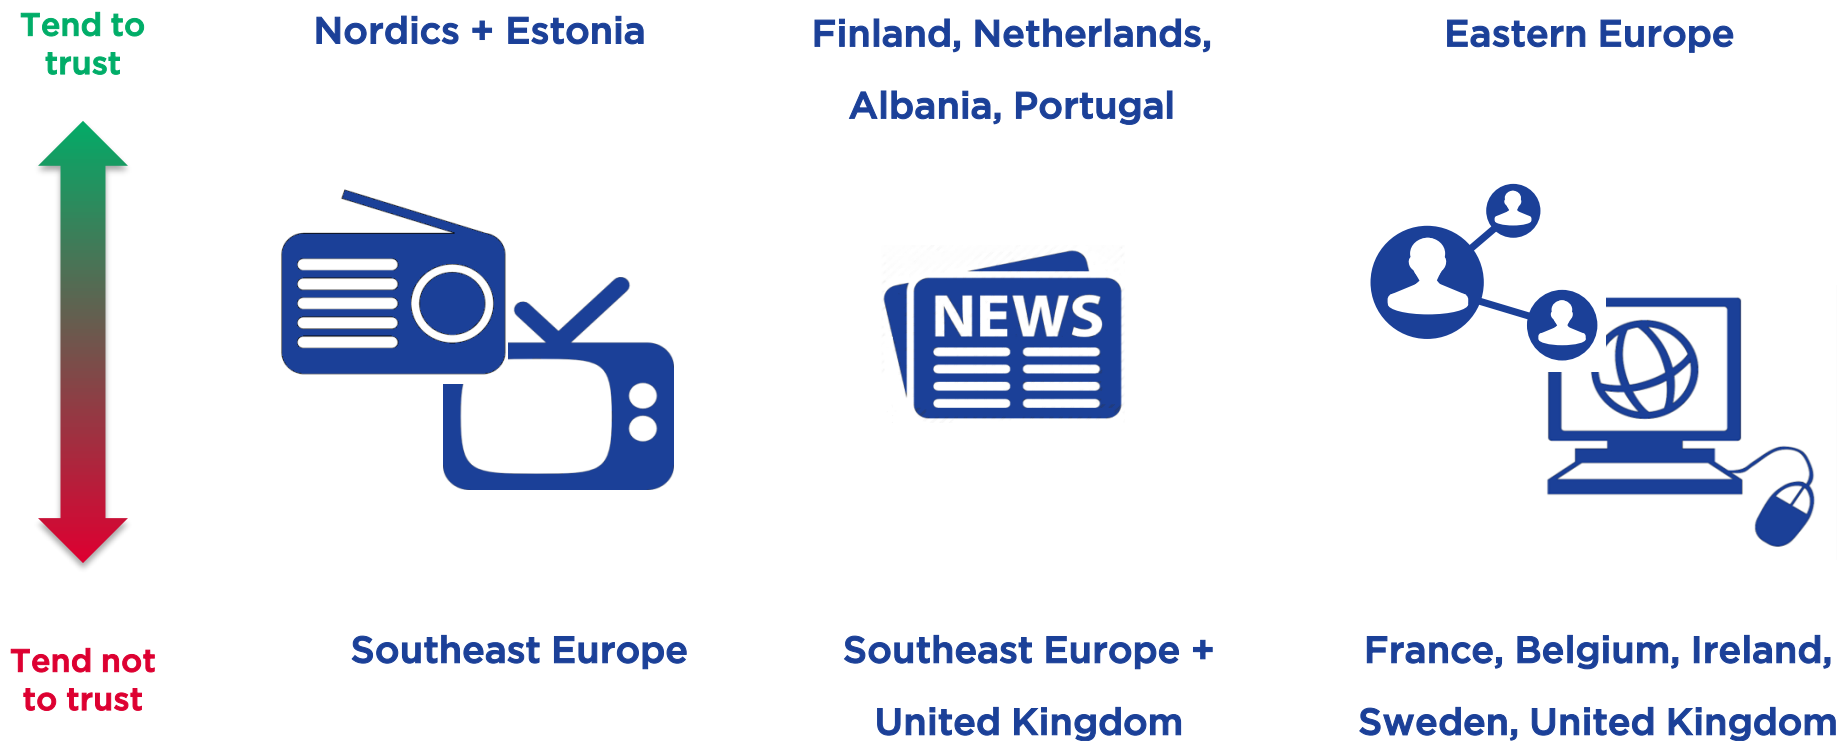 Tend to
trust
Nordics + Estonia
Finland, Netherlands,
Albania, Portugal
Eastern Europe
NEWS
Tend not
to trust
Southeast Europe
Southeast Europe +
United Kingdom
France, Belgium, Ireland,
Sweden, United Kingdom